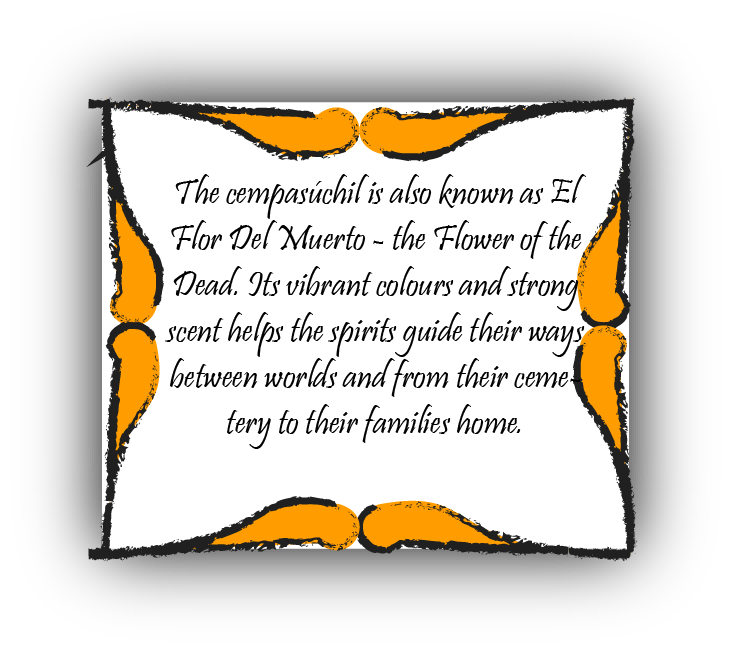 The cempasúchil is also known as El
Flor Del Muerto - the Flower of the
Dead. Its vibrant colours and strong
scent helps the spirits guide their ways
between worlds and from their ceme-
tery to their families home.